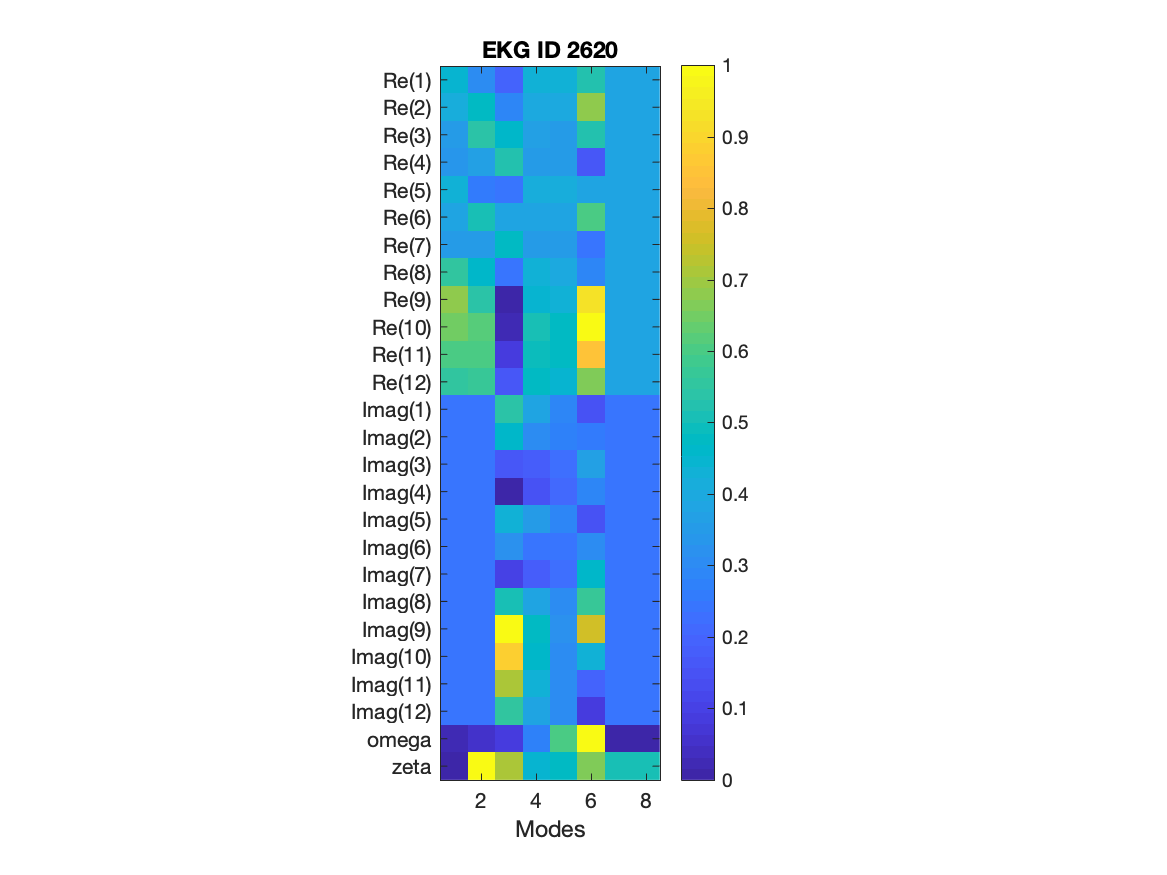 EKG ID 2620
Re(1)
Re(2)
Re(3)
Re(4)
Re(5)
Re(6)
Re(7)
Re(8)
Re(9)
Re(10)
Re(11)
Re(12)
Imag(1)
Imag(2)
Imag(3)
Imag(4)
Imag(5)
Imag(6)
Imag(7)
Imag(8)
Imag(9)
Imag(10)
Imag(11)
Imag(12)
omega
zeta
2 4 6 8
Modes
1
0.9
0.8
0.7
0.6
0.5
0.4
0.3
0.2
0.1
0